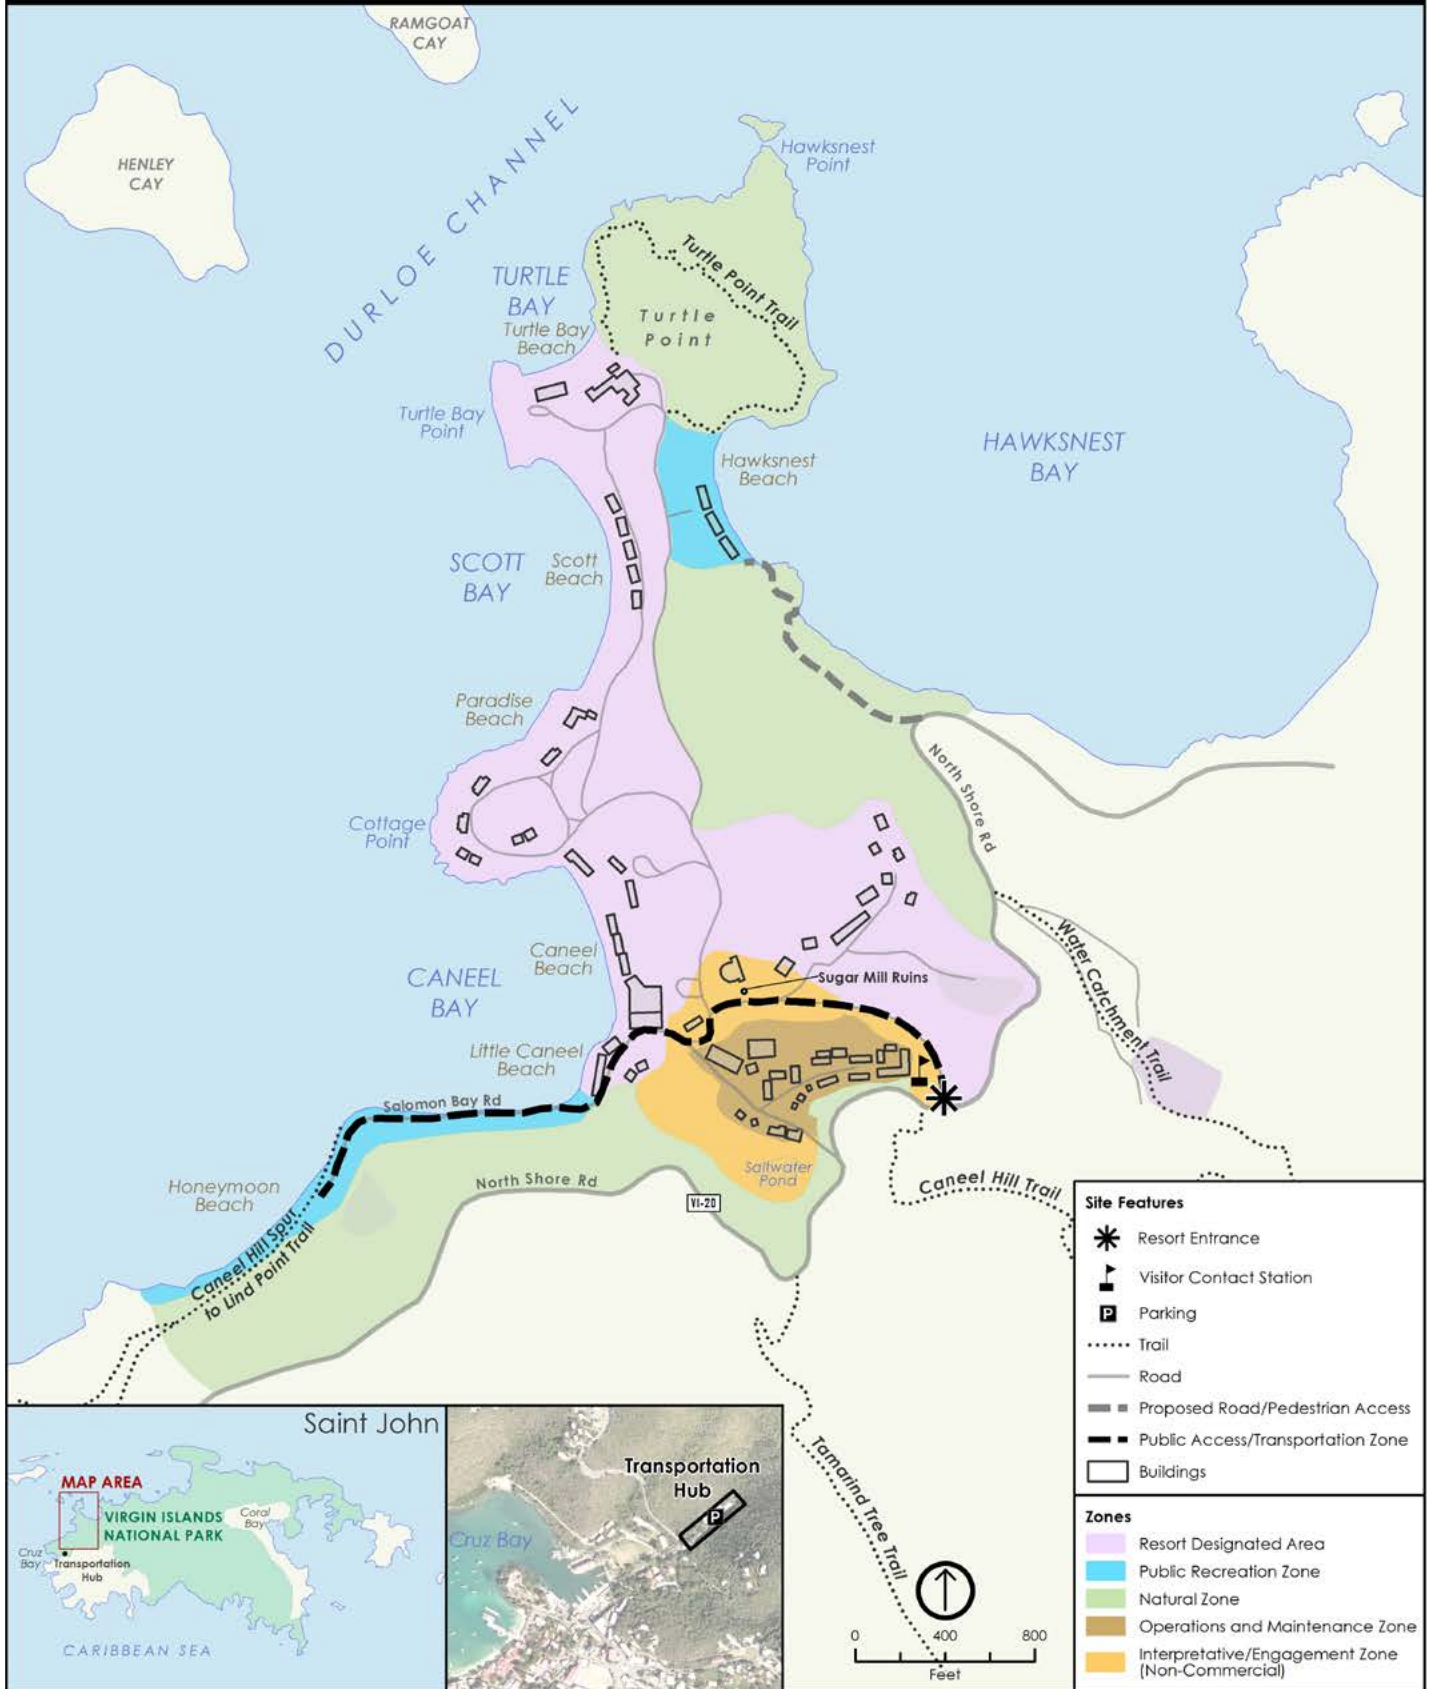 RAMGOAT
CAY
HENLEY
CAY
DURLOE CHANNEL
Hawksnest
Point
TURTLE
BAY
Turtle Bay
Beach
Turtle Point Trail
Turtle
Point
Turtle Bay
Point
Hawksnest
Beach
HAWKSNEST
BAY
SCOTT
BAY
Scott
Beach
Paradise
Beach
Cottage
Point
North Shore Rd
Caneel
Beach
CANEEL
BAY
Sugar Mill Ruins
Water Catchment Trail
Little Caneel
Beach
Salomon Bay Rd
Honeymoon
Beach
Caneel Hill Spur
to Lind Point Trail
North Shore Rd
VI-20
Saltwater
Pond
Caneel Hill Trail
Tamarind Tree Trail
Site Features
Resort Entrance
Visitor Contact Station
P Parking
Trail
Road
Proposed Road/Pedestrian Access
Public Access/Transportation Zone
Buildings
Zones
Resort Designated Area
Public Recreation Zone
Natural Zone
Operations and Maintenance Zone
Interpretative/Engagement Zone
(Non-Commercial)
0 400 800
Feet
Saint John
MAP AREA
VIRGIN ISLANDS
NATIONAL PARK
Coral
Bay
Cruz
Bay
Transportation
Hub
CARIBBEAN SEA
Transportation
Hub
P
Cruz Bay